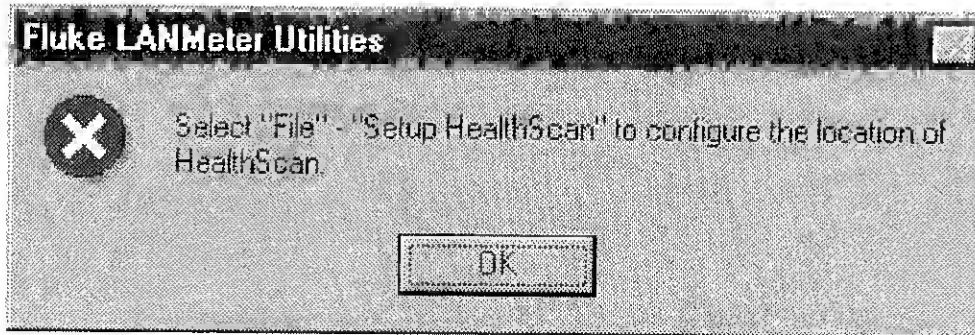 Fluke LANMeter Utilities
Select "File" - "Setup HealthScan" to configure the location of
HealthScan.
OK